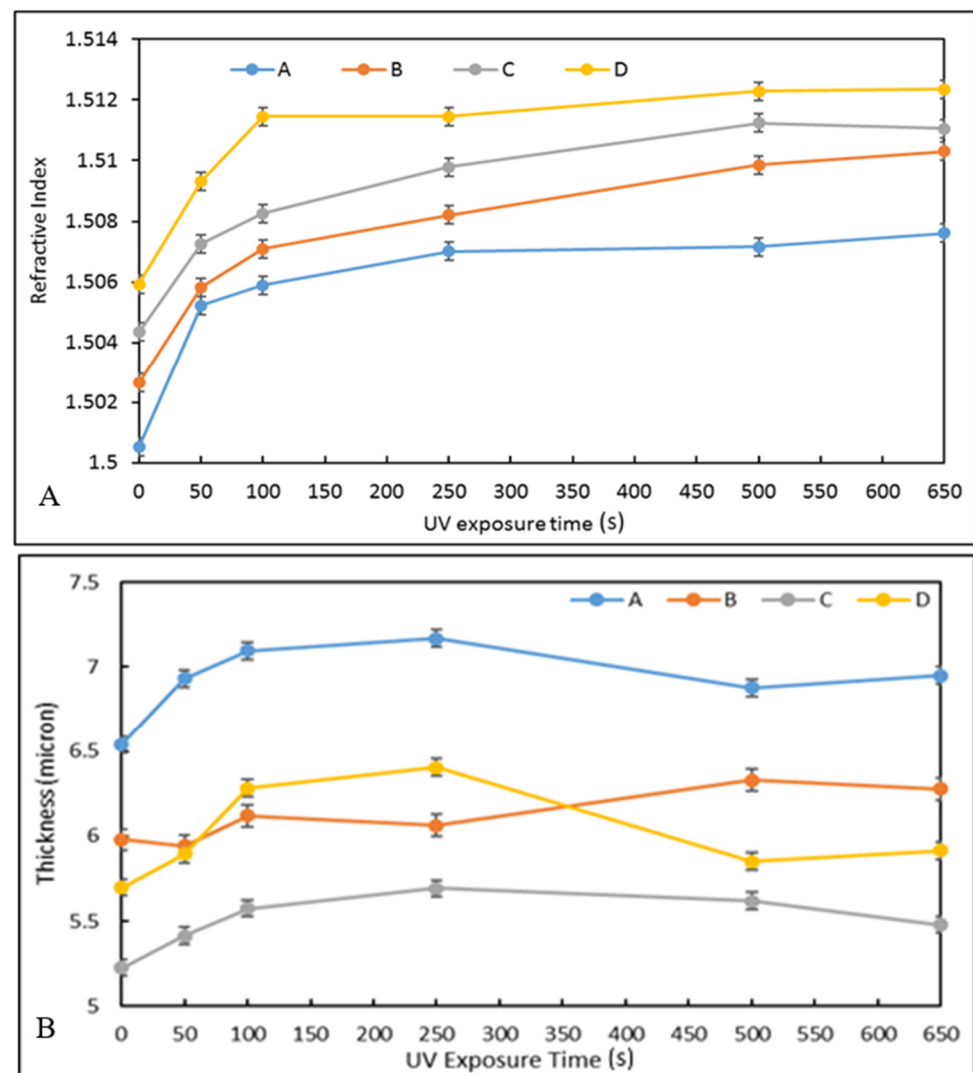 1.514
A B C D
1.512
1.51
1.508
1.506
1.504
1.502
1.5
Refractive Index
0 50 100 150 200 250 300 350 400 450 500 550 600 650
A
UV exposure time (s)
7.5
A B C D
7
6.5
6
5.5
5
Thickness (micron)
0 50 100 150 200 250 300 350 400 450 500 550 600 650
B
UV Exposure Time (s)